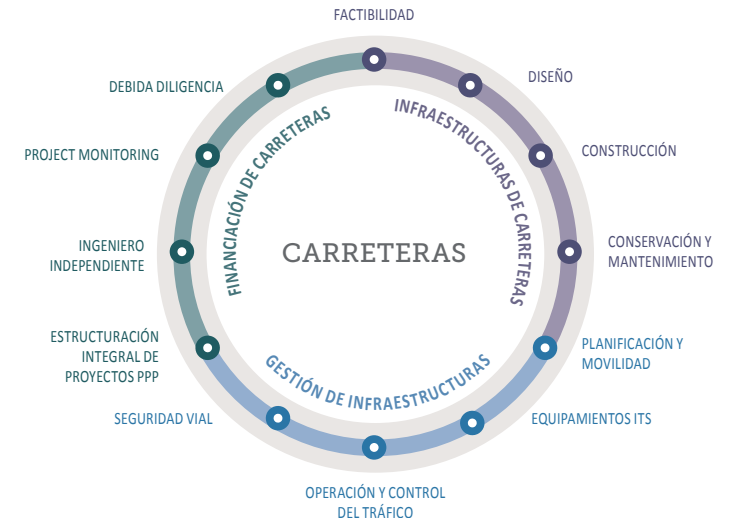 FACTIBILIDAD
DISEÑO
CONSTRUCCIÓN
CONSERVACIÓN Y
MANTENIMIENTO
PLANIFICACIÓN Y
MOVILIDAD
EQUIPAMIENTOS ITS
OPERACIÓN Y CONTROL
DEL TRÁFICO
SEGURIDAD VIAL
ESTRUCTURACIÓN
INTEGRAL DE
PROYECTOS PPP
INGENIERO
INDEPENDIENTE
PROJECT MONITORING
DEBIDA DILIGENCIA
FINANCIACIÓN DE CARRETERAS
INFRAESTRUCTURAS DE CARRETERAS
GESTIÓN DE INFRAESTRUCTURAS
CARRETERAS